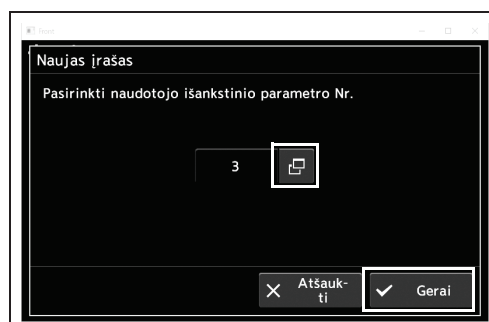 Naujas įrašas
Pasirinkti naudotojo išankstinio parametro Nr.
3
Atšauk-
ti
Gerai